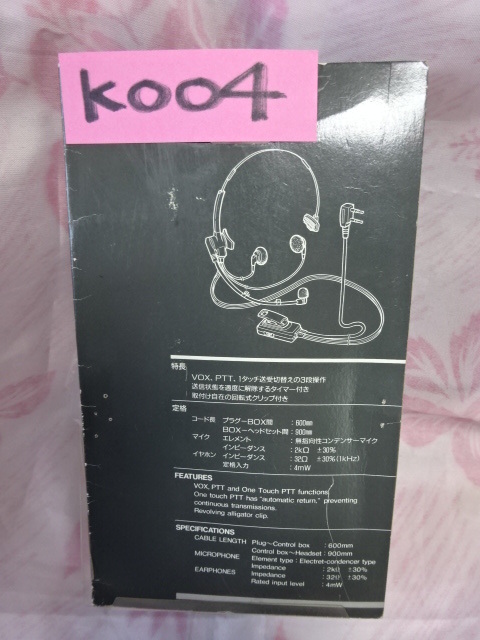 K004
特長
VOX、PTT、1タッチ送受切替えの3段操作
送信状態を適度に解除するタイマー付き
取付け自在の回転式クリップ付き
定格
コード長 プラグーBOX間 : 600mm
BOXーヘッドセット間 : 900mm
マイク エレメント : 無指向性コンデンサーマイク
インピーダンス : 2kΩ ±30%
イヤホン インピーダンス : 32Ω ±30%(1kHz)
定格入力 : 4mW
FEATURES
VOX, PTT and One Touch PTT functions
One touch PTT has "automatic return," preventing
continuous transmissions.
Revolving alligator clip.
SPECIFICATIONS
CABLE LENGTH Plug~Control box : 600mm
Control box~Headset : 900mm
MICROPHONE Element type : Electret-condencer type
Impedance : 2kΩ ±30%
EARPHONES Impedance : 32Ω ±30%
Rated input level : 4mW